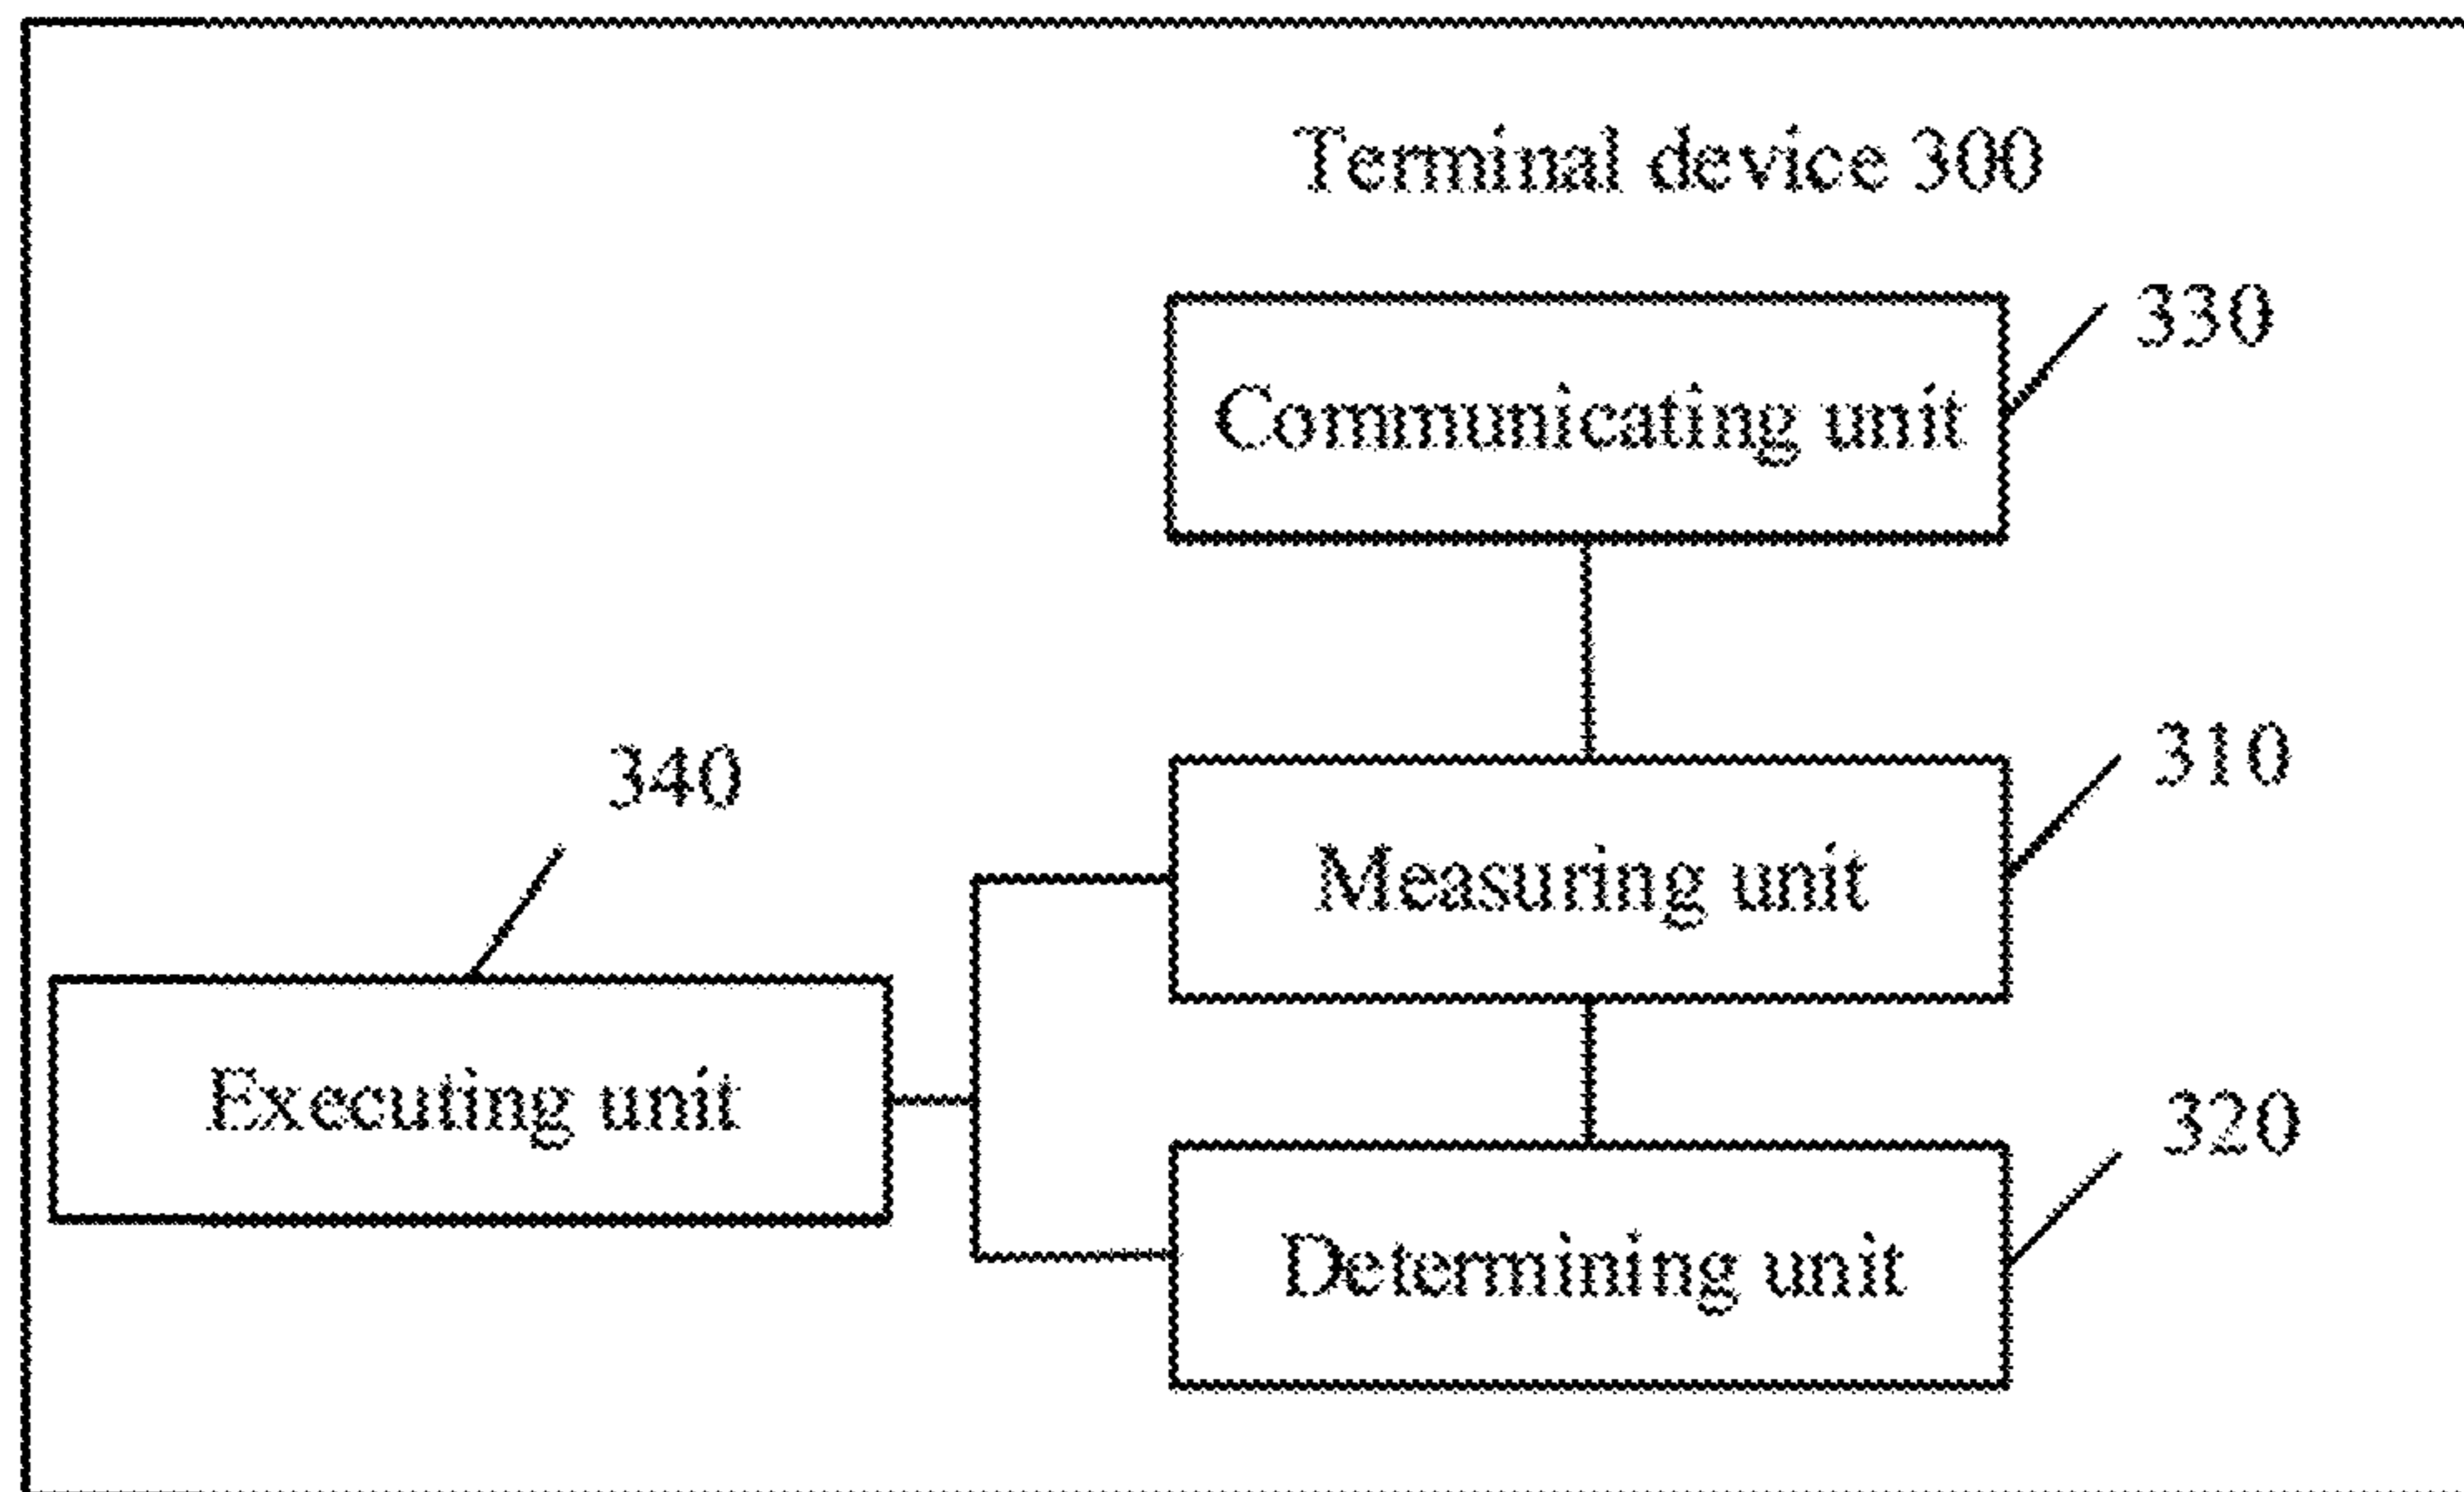 Terminal device 300
330
Communicating unit
310
340
Measuring unit
Executing unit
320
Determining unit